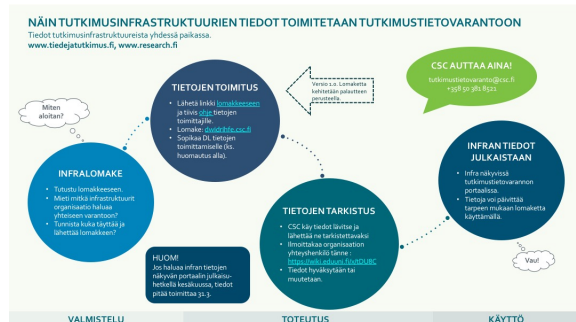 NÄIN TUTKIMUSINFRASTRUKTUURIEN TIEDOT TOIMITETAAN TUTKIMUSTIETOVARANTOON
Tiedot tutkimusinfrastruktuureista yhdessä paikassa.
www.tiedejatutkimus.fi, www.research.fi
Miten
aloitan?
INFRALOMAKE
• Tutustu lomakkeeseen.
• Mieti mitkä infrastruktuurit
organisaatio haluaa
yhteiseen varantoon?
• Tunnista kuka täyttää ja
lähettää lomakkeen?
TIETOJEN TOIMITUS
• Lähetä linkki lomakkeeseen
ja tiivis ohje tietojen
toimittajille.
• Lomake: dwidrihfe.csc.fi
• Sopikaa DL tietojen
toimittamiselle (ks.
huomautus alla).
Versio 1.0. Lomaketta
kehitetään palautteen
perusteella.
HUOM!
Jos haluaa infran tietojen
näkyvän portaalin julkaisu-
hetkellä kesäkuussa, tiedot
pitää toimittaa 31.3.
TIETOJEN TARKISTUS
• CSC käy tiedot lävitse ja
lähettää ne tarkistettavaksi
• Ilmoittakaa organisaation
yhteyshenkilö tänne :
• Tiedot hyväksytään tai
muutetaan.
CSC AUTTAA AINA!
tutkimustietovaranto@csc.fi
+358 50 381 8521
INFRAN TIEDOT
JULKAISTAAN
• Infra näkyvissä
tutkimustietovarannon
portaalissa.
• Tietoja voi päivittää
tarpeen mukaan lomaketta
käyttämällä.
Vau!
VALMISTELU
TOTEUTUS
KÄYTTÖ